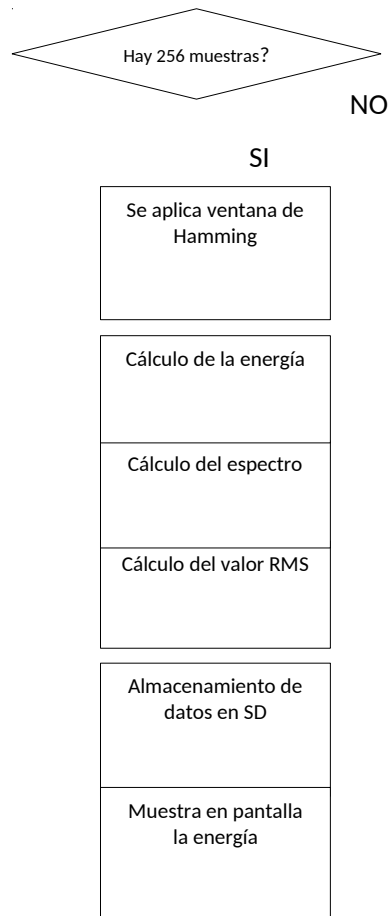 Hay 256 muestras?
NO
SI
Se aplica ventana de
Hamming
Cálculo de la energía
Cálculo del espectro
Cálculo del valor RMS
Almacenamiento de
datos en SD
Muestra en pantalla
la energía